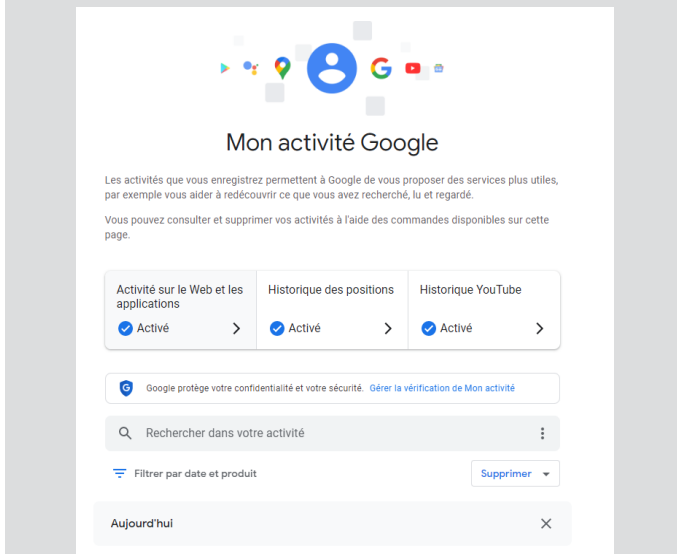 Mon activité Google
Les activités que vous enregistrez permettent à Google de vous proposer des services plus utiles,
par exemple vous aider à redécouvrir ce que vous avez recherché, lu et regardé.
Vous pouvez consulter et supprimer vos activités à l'aide des commandes disponibles sur cette
page.
Activité sur le Web et les
applications
Activé
Historique des positions
Activé
Historique YouTube
Activé
Google protège votre confidentialité et votre sécurité. Gérer la vérification de Mon activité
Rechercher dans votre activité
Filtrer par date et produit
Supprimer
Aujourd'hui